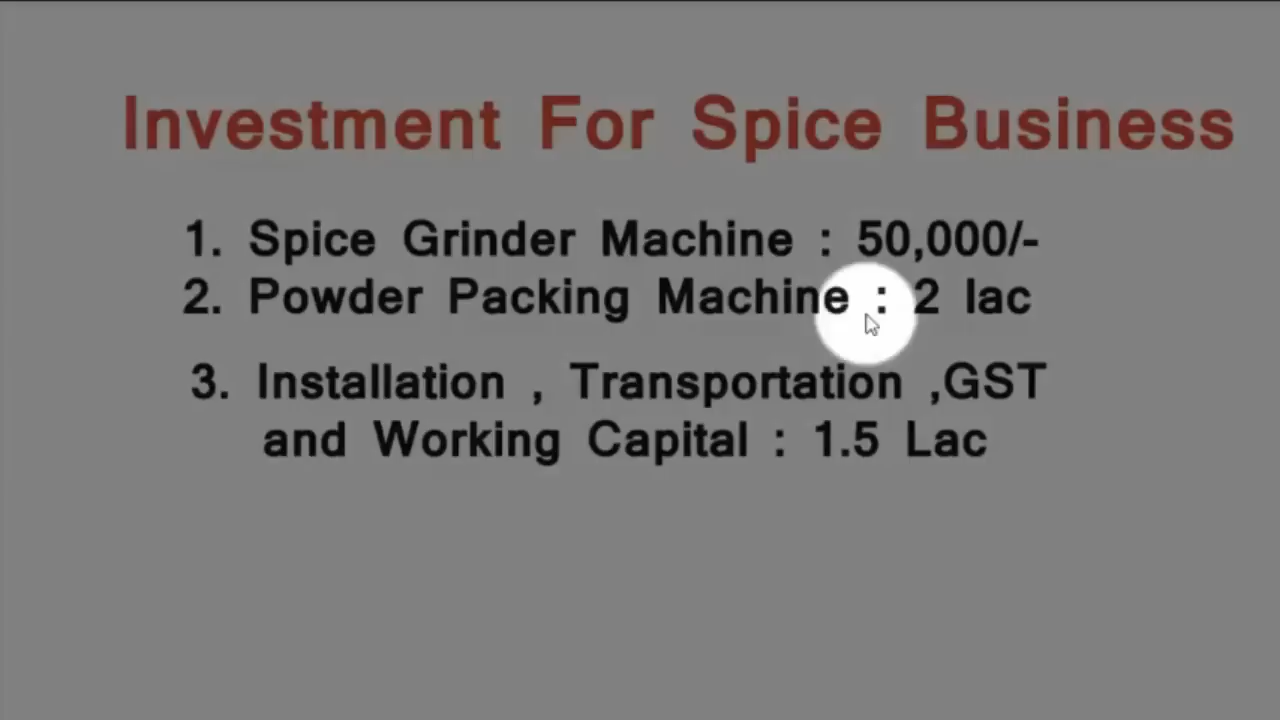 Investment For Spice Business
1. Spice Grinder Machine : 50,000/-
2. Powder Packing Machine : 2 lac
3. Installation , Transportation ,GST
and Working Capital : 1.5 Lac